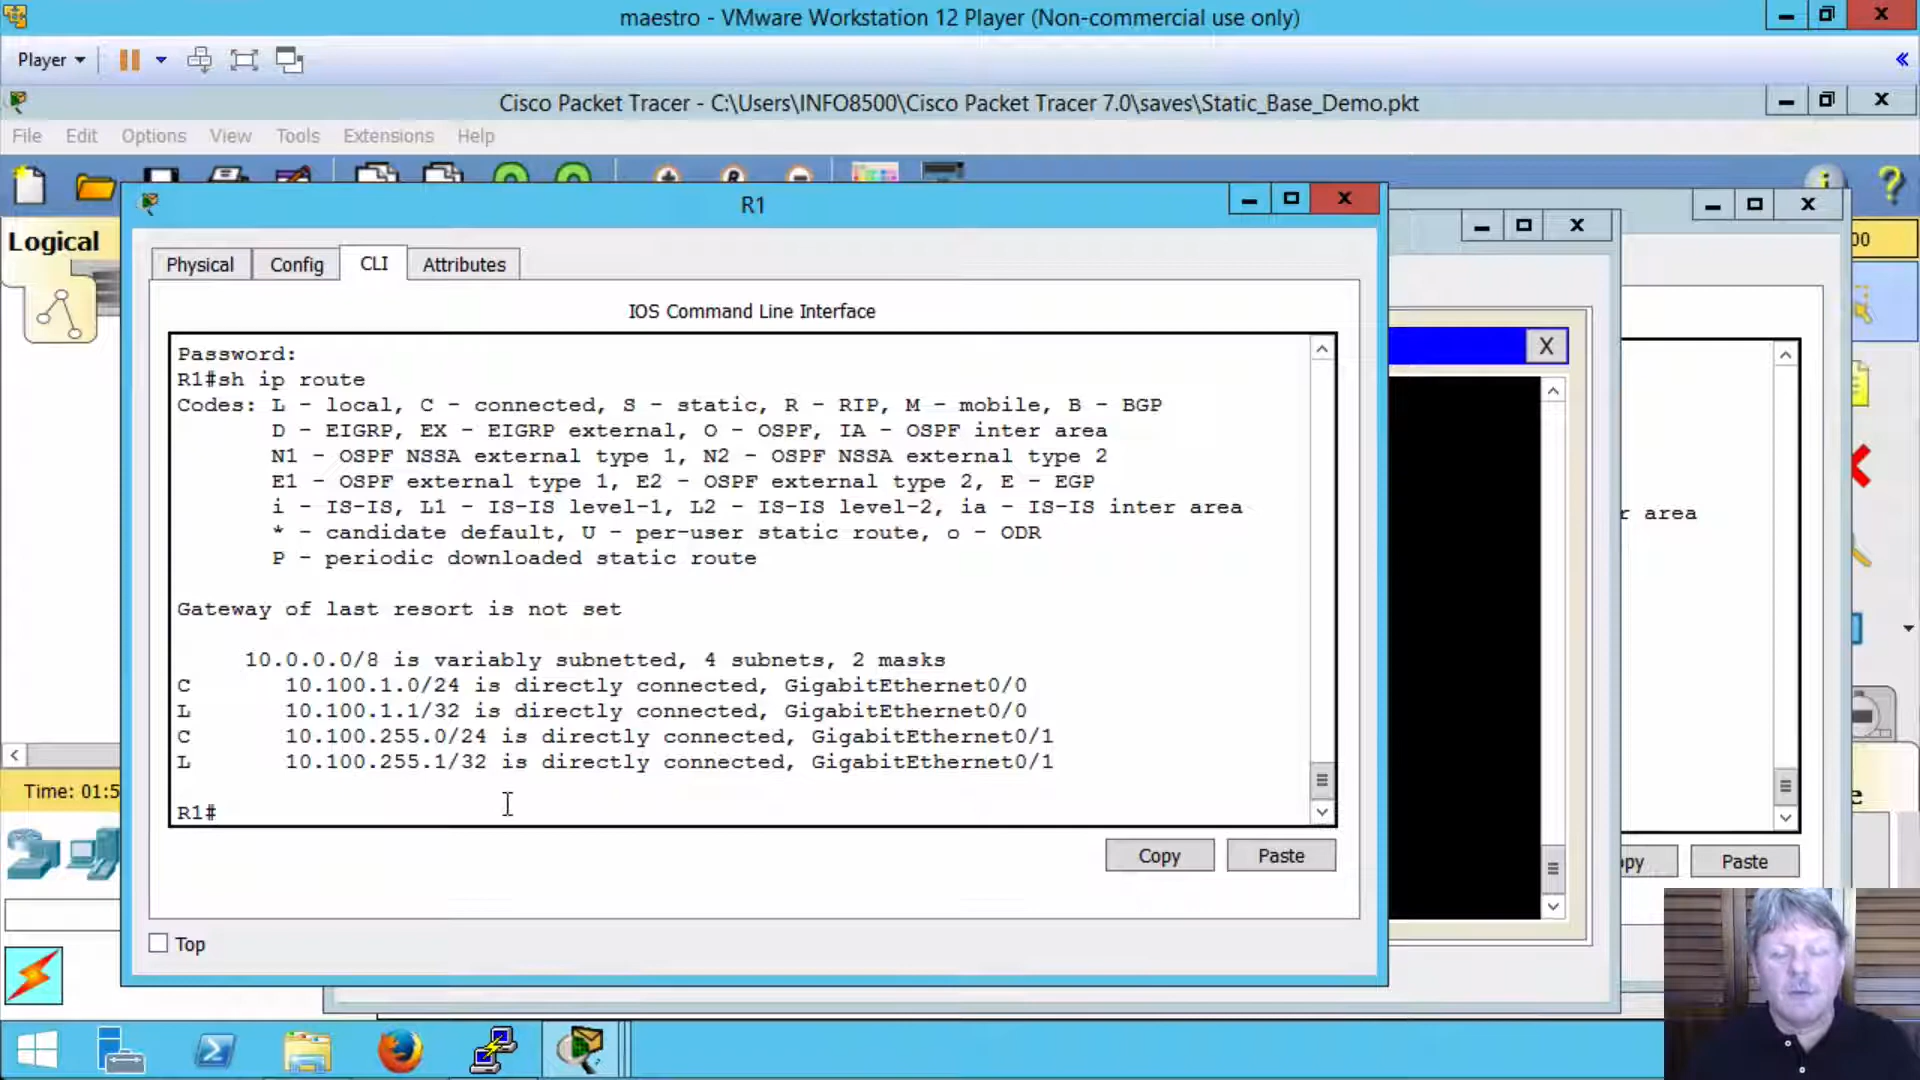 maestro - VMware Workstation 12 Player (Non-commercial use only)
Player
Cisco Packet Tracer - C:\Users\INFO8500\Cisco Packet Tracer 7.0\saves\Static_Base_Demo.pkt
File Edit Options View Tools Extensions Help
R1
Logical
Physical Config CLI Attributes
IOS Command Line Interface
Password:
R1#sh ip route
Codes: L - local, C - connected, S - static, R - RIP, M - mobile, B - BGP
D - EIGRP, EX - EIGRP external, O - OSPF, IA - OSPF inter area
N1 - OSPF NSSA external type 1, N2 - OSPF NSSA external type 2
E1 - OSPF external type 1, E2 - OSPF external type 2, E - EGP
i - IS-IS, L1 - IS-IS level-1, L2 - IS-IS level-2, ia - IS-IS inter area
* - candidate default, U - per-user static route, o - ODR
P - periodic downloaded static route
Gateway of last resort is not set
10.0.0.0/8 is variably subnetted, 4 subnets, 2 masks
C 10.100.1.0/24 is directly connected, GigabitEthernet0/0
L 10.100.1.1/32 is directly connected, GigabitEthernet0/0
C 10.100.255.0/24 is directly connected, GigabitEthernet0/1
L 10.100.255.1/32 is directly connected, GigabitEthernet0/1
R1#
Copy Paste
Top
X
r area
00
Time: 01:5
py Paste
e